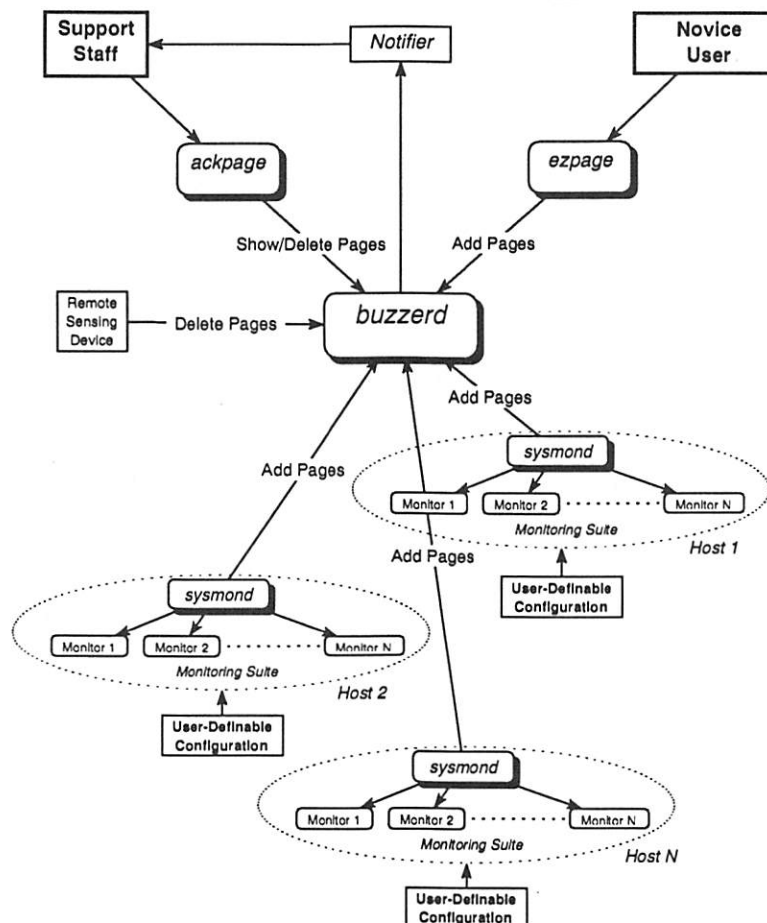 Support
Staff
Notifier
Novice
User
ackpage
ezpage
Show/Delete Pages
Add Pages
Remote
Sensing
Device
Delete Pages
buzzerd
Add Pages
sysmond
Monitor 1
Monitor 2
Monitor N
Monitoring Suite
Host 1
User-Definable
Configuration
Add Pages
Add Pages
sysmond
Monitor 1
Monitor 2
Monitor N
Monitoring Suite
Host 2
User-Definable
Configuration
sysmond
Monitor 1
Monitor 2
Monitor N
Monitoring Suite
Host N
User-Definable
Configuration